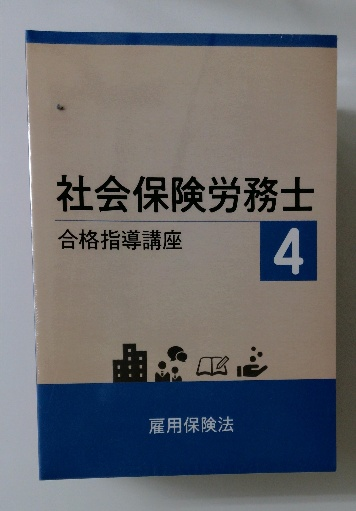 社会保険労務士
合格指導講座
4
雇用保険法